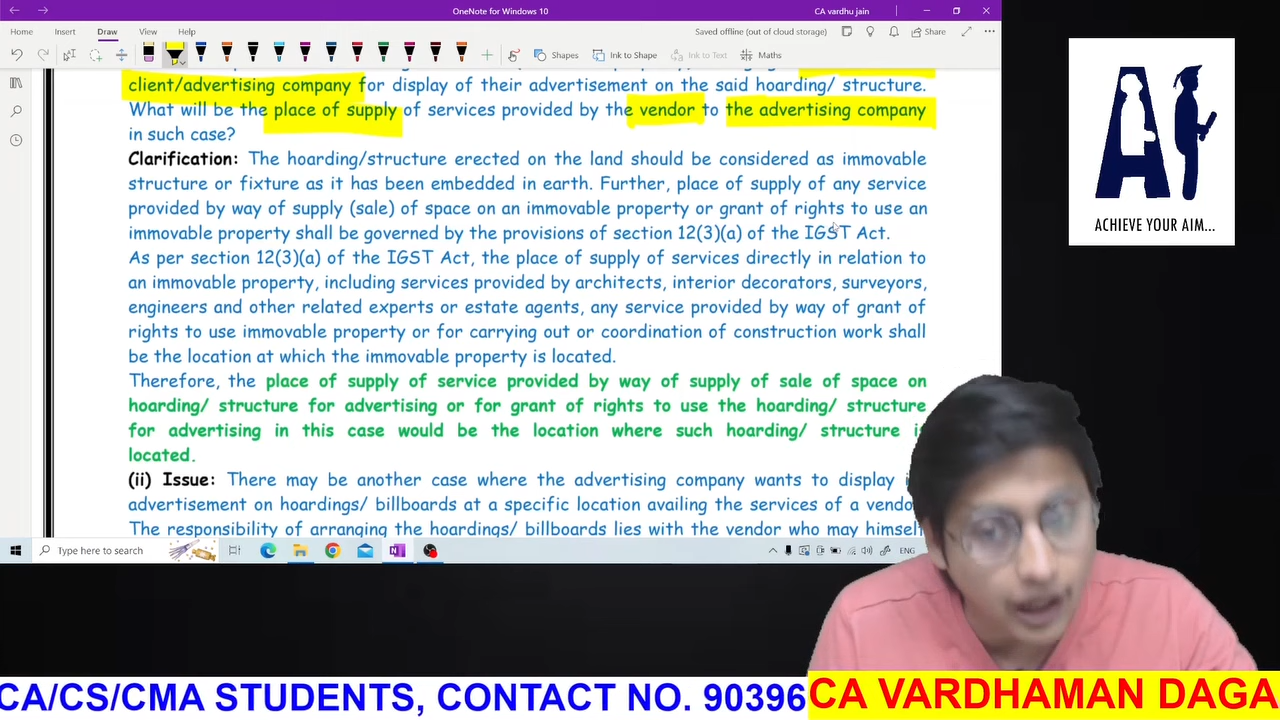 OneNote for Windows 10
CA vardhu jain
Home Insert Draw View Help
Saved offline (out of cloud storage)
Share
Shapes Ink to Shape Ink to Text Maths
client/advertising company for display of their advertisement on the said hoarding/ structure.
What will be the place of supply of services provided by the vendor to the advertising company
in such case?
Clarification: The hoarding/structure erected on the land should be considered as immovable
structure or fixture as it has been embedded in earth. Further, place of supply of any service
provided by way of supply (sale) of space on an immovable property or grant of rights to use an
immovable property shall be governed by the provisions of section 12(3)(a) of the IGST Act.
As per section 12(3)(a) of the IGST Act, the place of supply of services directly in relation to
an immovable property, including services provided by architects, interior decorators, surveyors,
engineers and other related experts or estate agents, any service provided by way of grant of
rights to use immovable property or for carrying out or coordination of construction work shall
be the location at which the immovable property is located.
Therefore, the place of supply of service provided by way of supply of sale of space on
hoarding/ structure for advertising or for grant of rights to use the hoarding/ structure
for advertising in this case would be the location where such hoarding/ structure
located.
(ii) Issue: There may be another case where the advertising company wants to display
advertisement on hoardings/ billboards at a specific location availing the services of a
The responsibility of arranging the hoardings/ billboards lies with the vendor who may himself
Type here to search
ENG
A
ACHIEVE YOUR AIM...
CA/CS/CMA STUDENTS, CONTACT NO. 90396
CA VARDHAMAN DAGA